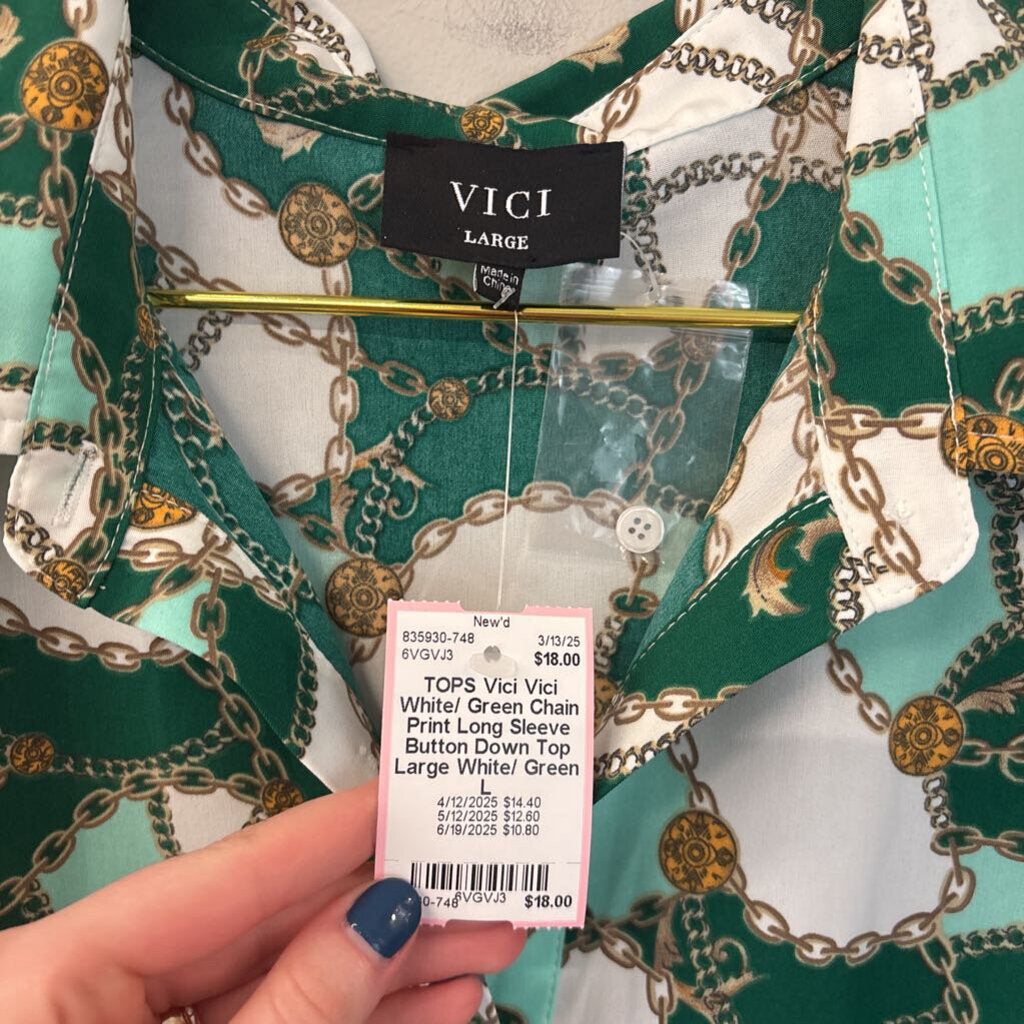 VICI
LARGE
Made in
China
New'd
835930-748 3/13/25
6VGVJ3 $18.00
TOPS Vici Vici
White/ Green Chain
Print Long Sleeve
Button Down Top
Large White/ Green
L
4/12/2025 $14.40
5/12/2025 $12.60
6/19/2025 $10.80
30-748 6VGVJ3 $18.00